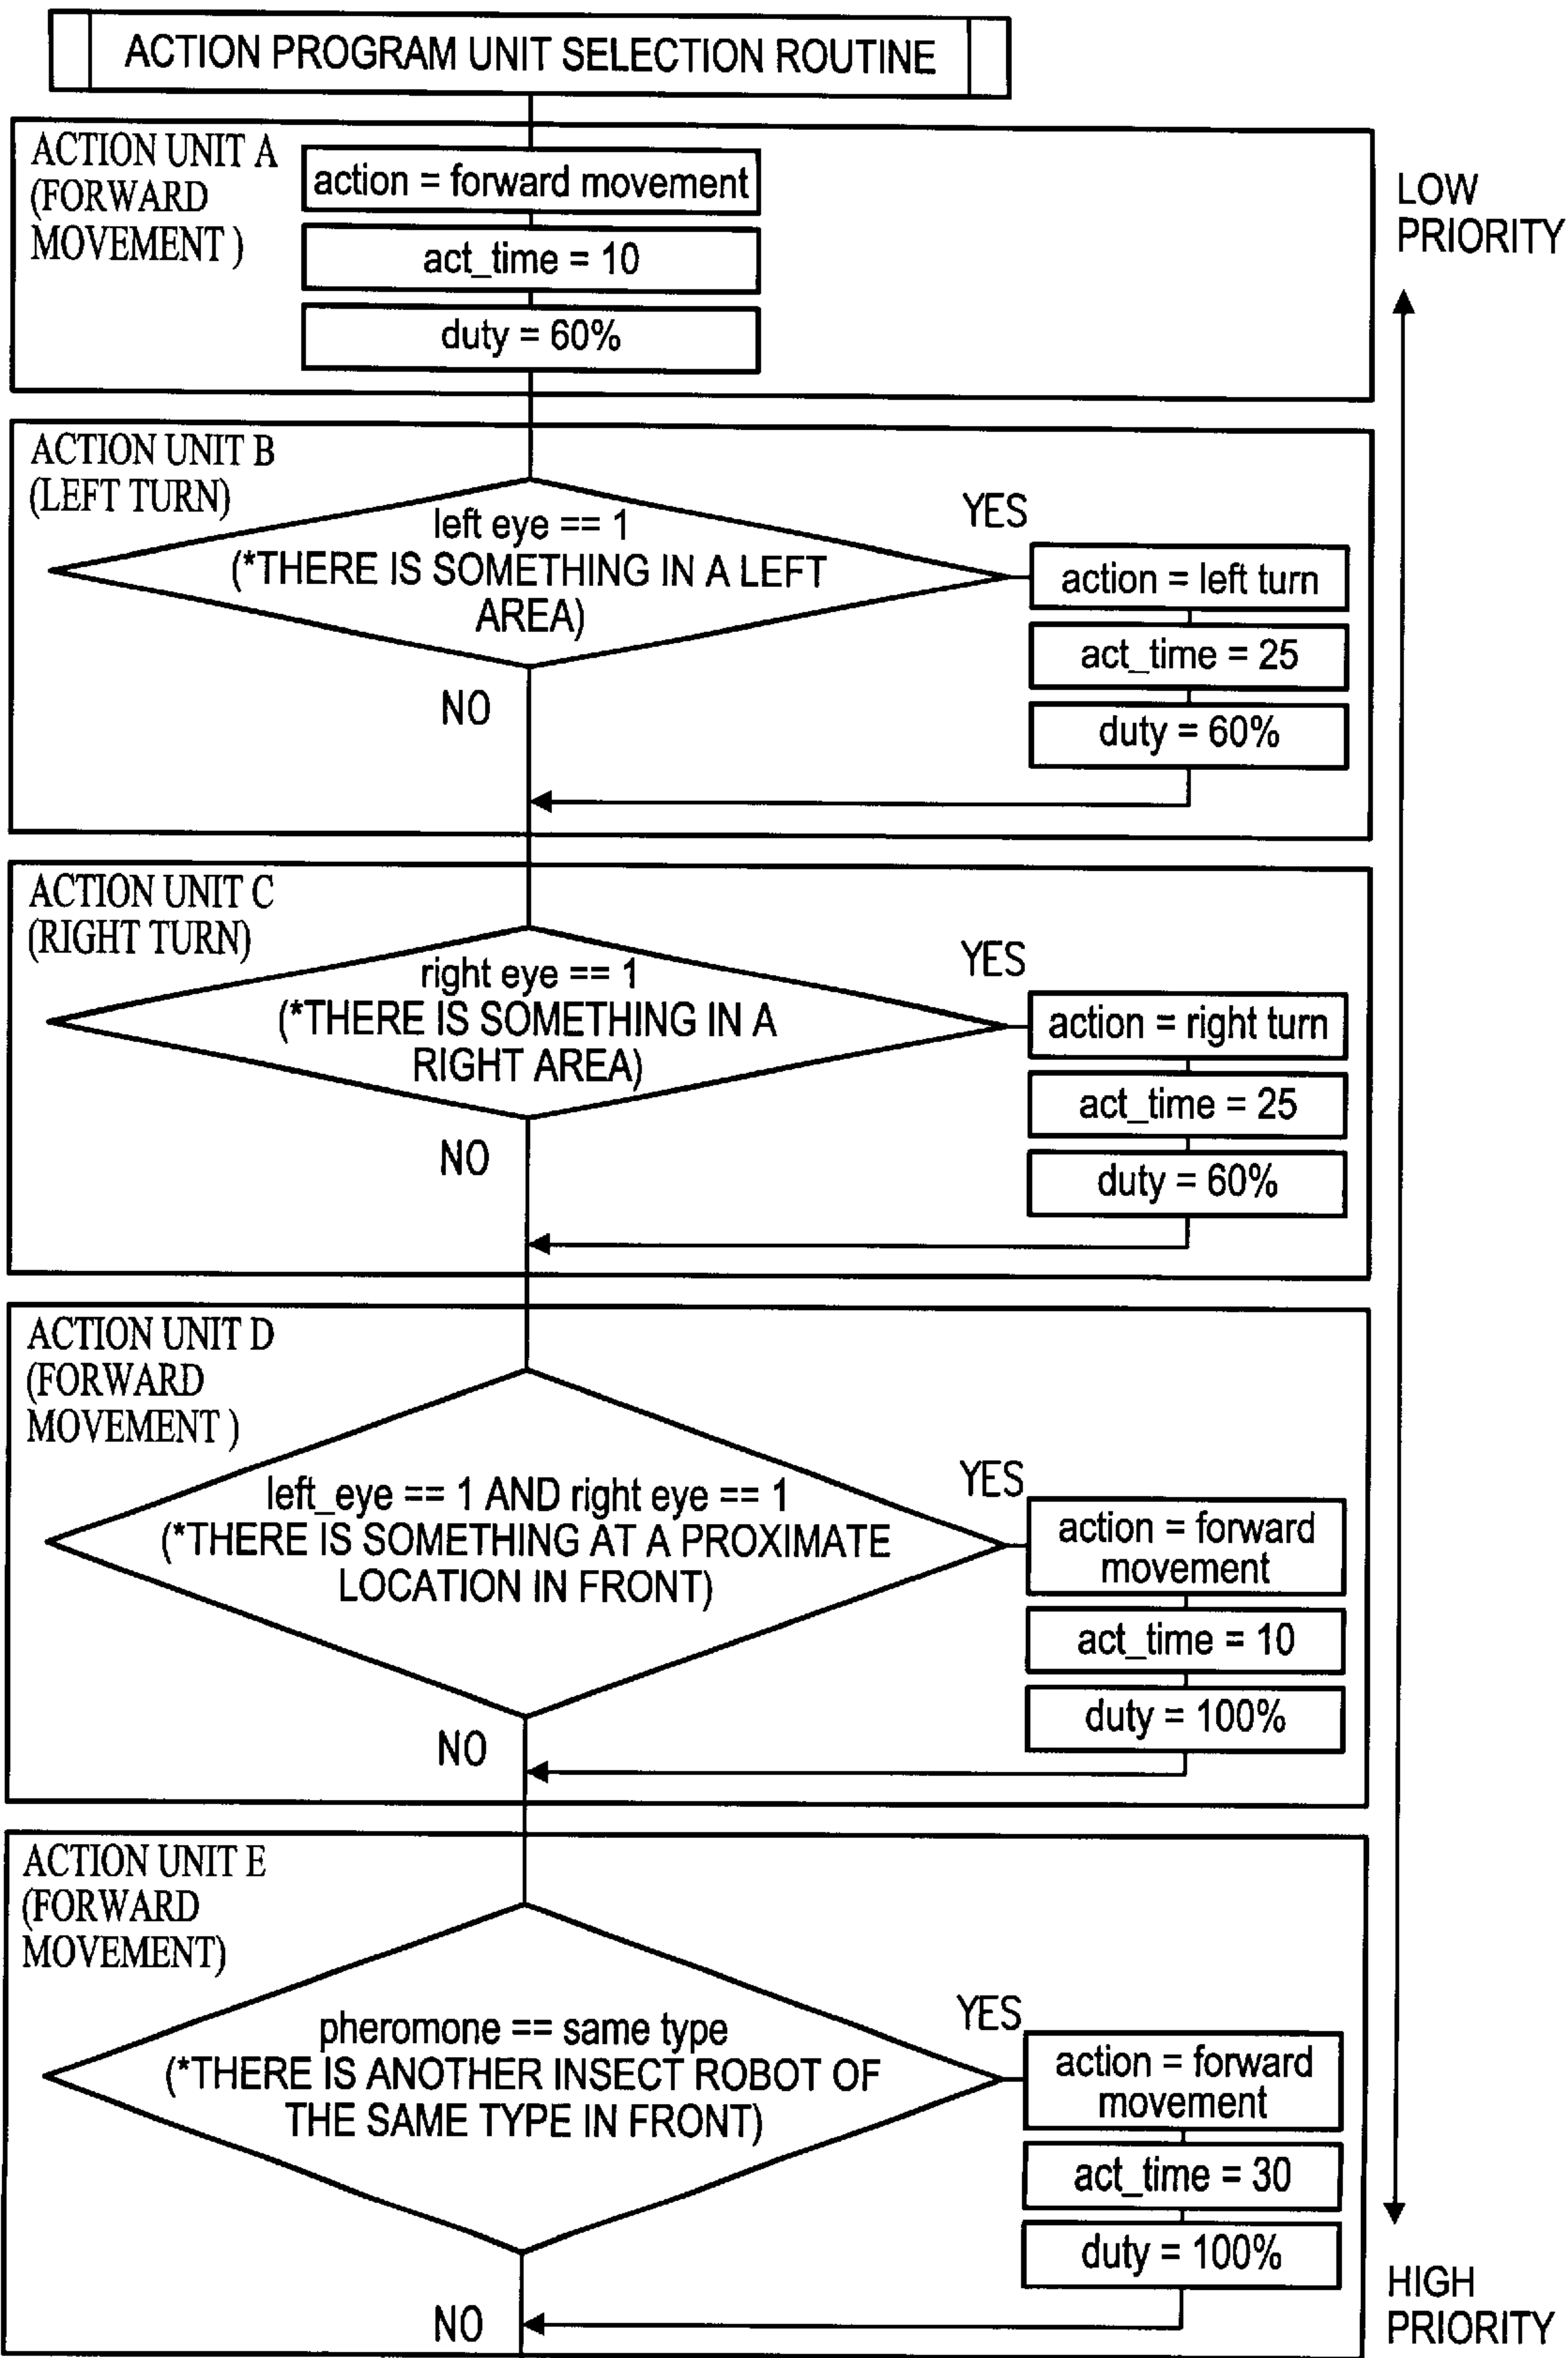 ACTION PROGRAM UNIT SELECTION ROUTINE
ACTION UNIT A
(FORWARD
MOVEMENT )
action = forward movement
act_time = 10
duty = 60%
LOW
PRIORITY
ACTION UNIT B
(LEFT TURN)
left eye == 1
(*THERE IS SOMETHING IN A LEFT
AREA)
YES
action = left turn
act_time = 25
duty = 60%
NO
ACTION UNIT C
(RIGHT TURN)
right eye == 1
(*THERE IS SOMETHING IN A
RIGHT AREA)
YES
action = right turn
act_time = 25
duty = 60%
NO
ACTION UNIT D
(FORWARD
MOVEMENT )
left_eye == 1 AND right eye == 1
(*THERE IS SOMETHING AT A PROXIMATE
LOCATION IN FRONT)
YES
action = forward
movement
act_time = 10
duty = 100%
NO
ACTION UNIT E
(FORWARD
MOVEMENT)
pheromone == same type
(*THERE IS ANOTHER INSECT ROBOT OF
THE SAME TYPE IN FRONT)
YES
action = forward
movement
act_time = 30
duty = 100%
NO
HIGH
PRIORITY